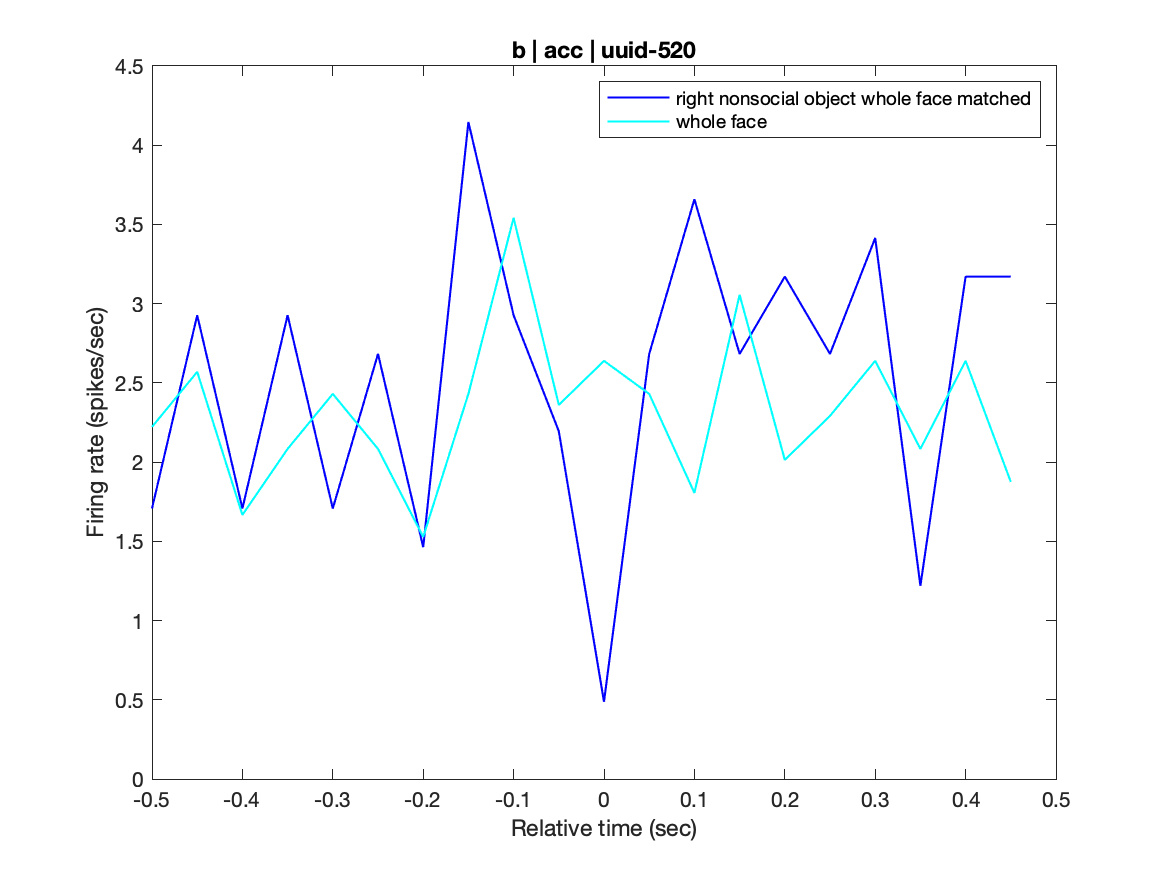 b | acc | uuid-520
4.5
4
3.5
3
2.5
2
1.5
1
0.5
0
Firing rate (spikes/sec)
right nonsocial object whole face matched
whole face
-0.5 -0.4 -0.3 -0.2 -0.1 0 0.1 0.2 0.3 0.4 0.5
Relative time (sec)